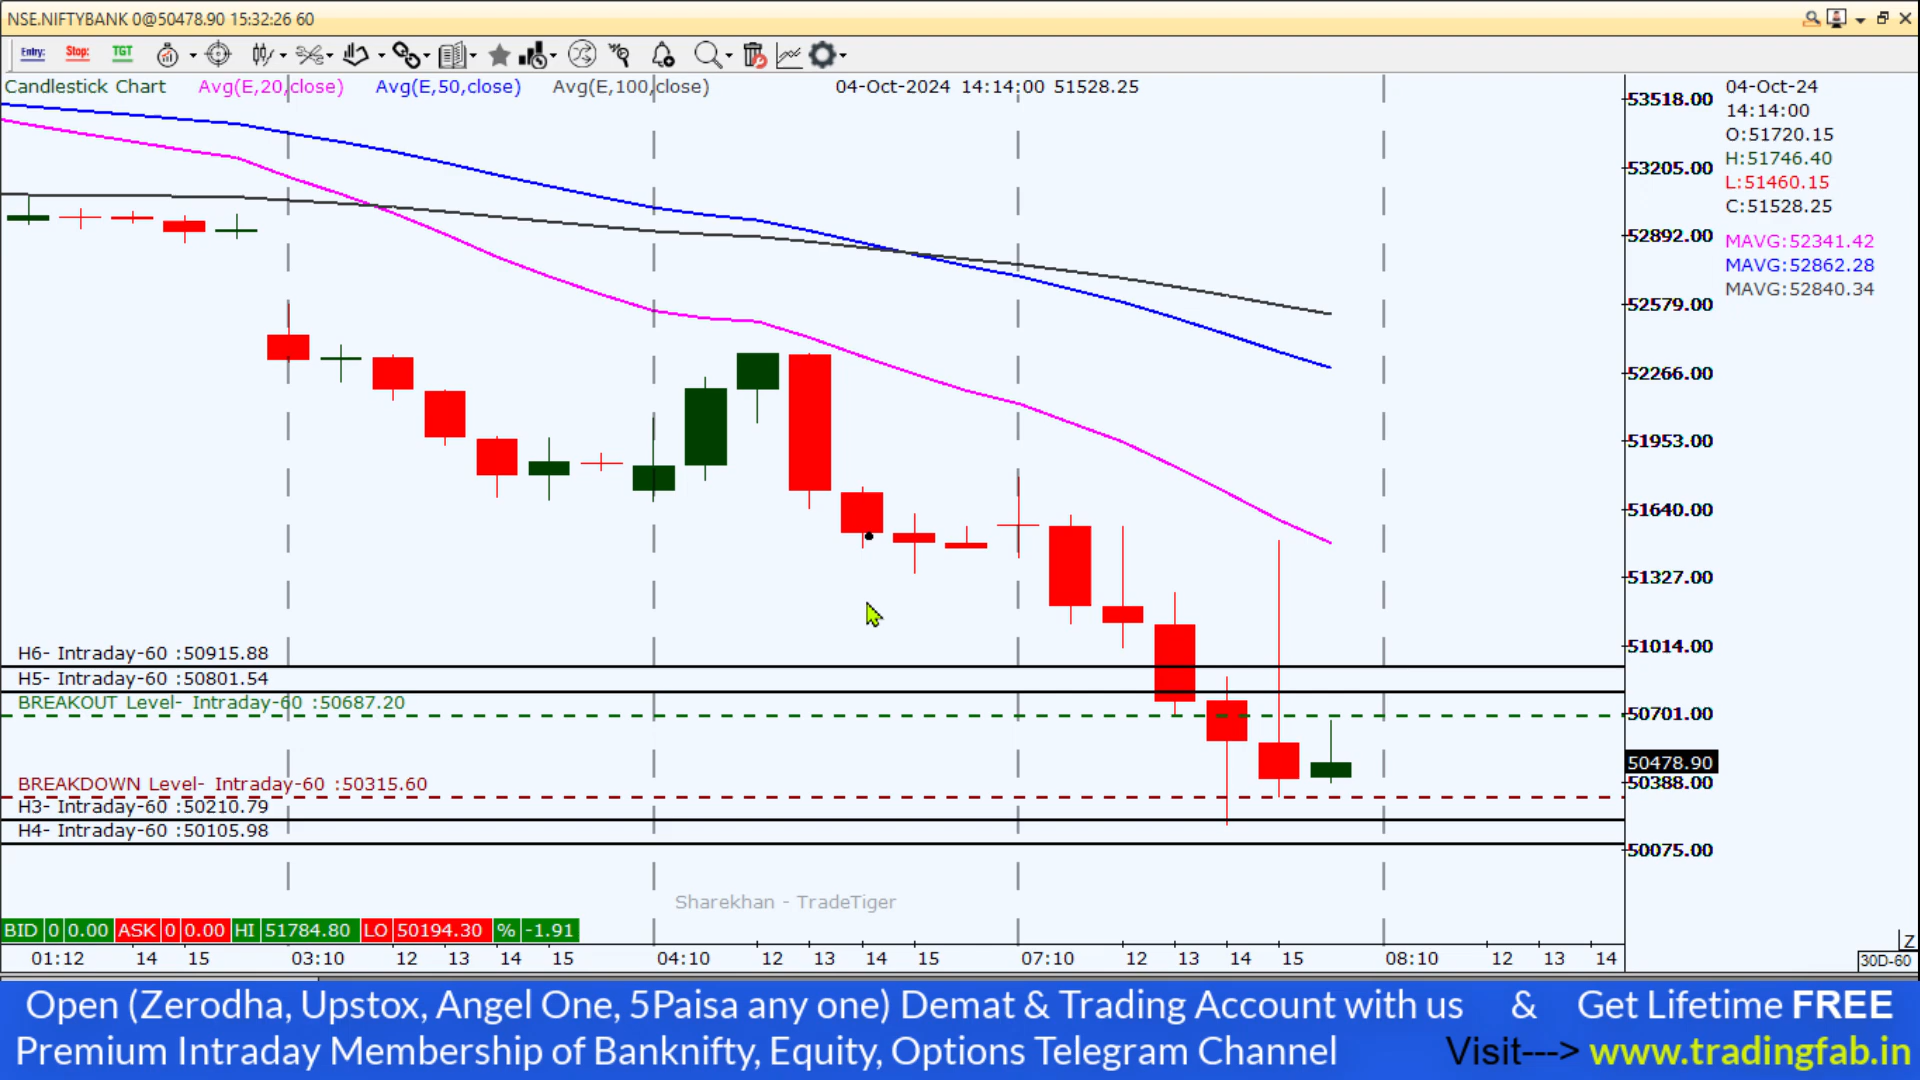 NSE.NIFTYBANK 0@50478.90 15:32:26 60
Entry: Stop: TGT
Candlestick Chart Avg(E,20,close) Avg(E,50,close) Avg(E,100,close) 04-Oct-2024 14:14:00 51528.25
04-Oct-24
14:14:00
O:51720.15
H:51746.40
L:51460.15
C:51528.25
MAVG:52341.42
MAVG:52862.28
MAVG:52840.34
53518.00
53205.00
52892.00
52579.00
52266.00
51953.00
51640.00
51327.00
51014.00
50701.00
50478.90
50388.00
50075.00
H6- Intraday-60 :50915.88
H5- Intraday-60 :50801.54
BREAKOUT Level- Intraday-60 :50687.20
BREAKDOWN Level- Intraday-60 :50315.60
H3- Intraday-60 :50210.79
H4- Intraday-60 :50105.98
Sharekhan - TradeTiger
BID 0 0.00 ASK 0 0.00 HI 51784.80 LO 50194.30 % -1.91
Z
01:12 14 15 03:10 12 13 14 15 04:10 12 13 14 15 07:10 12 13 14 15 08:10 12 13 14
30D-60
Open (Zerodha, Upstox, Angel One, 5Paisa any one) Demat & Trading Account with us & Get Lifetime FREE
Premium Intraday Membership of Banknifty, Equity, Options Telegram Channel Visit---> www.tradingfab.in